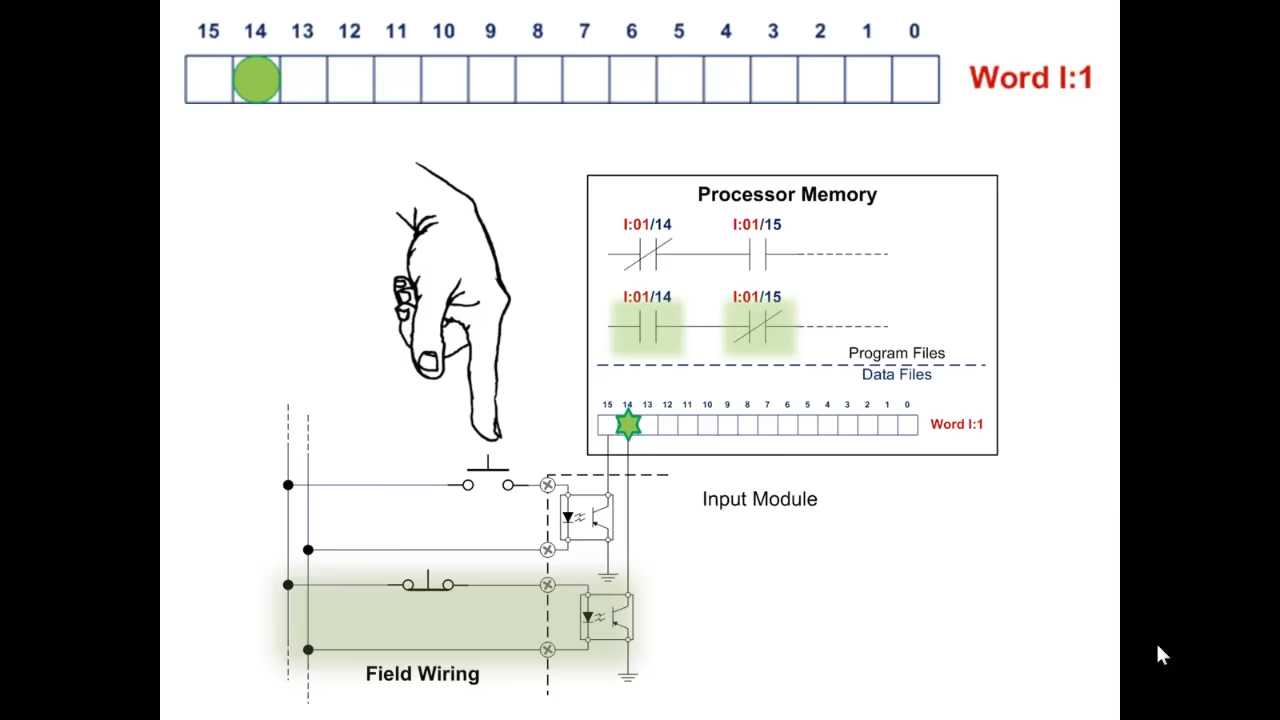 15 14 13 12 11 10 9 8 7 6 5 4 3 2 1 0
Word I:1
Processor Memory
I:01/14 I:01/15
I:01/14 I:01/15
Program Files
Data Files
15 14 13 12 11 10 9 8 7 6 5 4 3 2 1 0
Word I:1
Input Module
Field Wiring